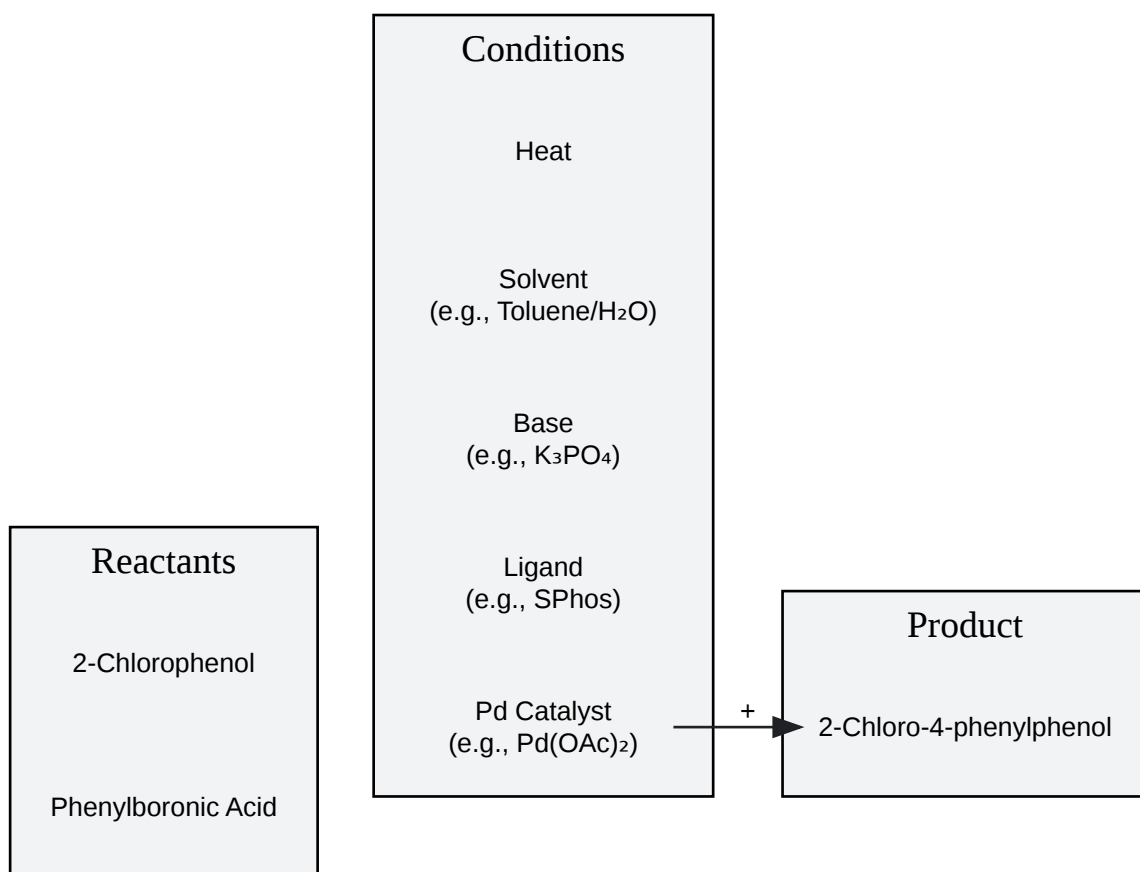 Reactants
2-Chlorophenol
Phenylboronic Acid
Conditions
Heat
Solvent
(e.g., Toluene/H₂O)
Base
(e.g., K₃PO₄)
Ligand
(e.g., SPhos)
Pd Catalyst
(e.g., Pd(OAc)₂)
+
Product
2-Chloro-4-phenylphenol